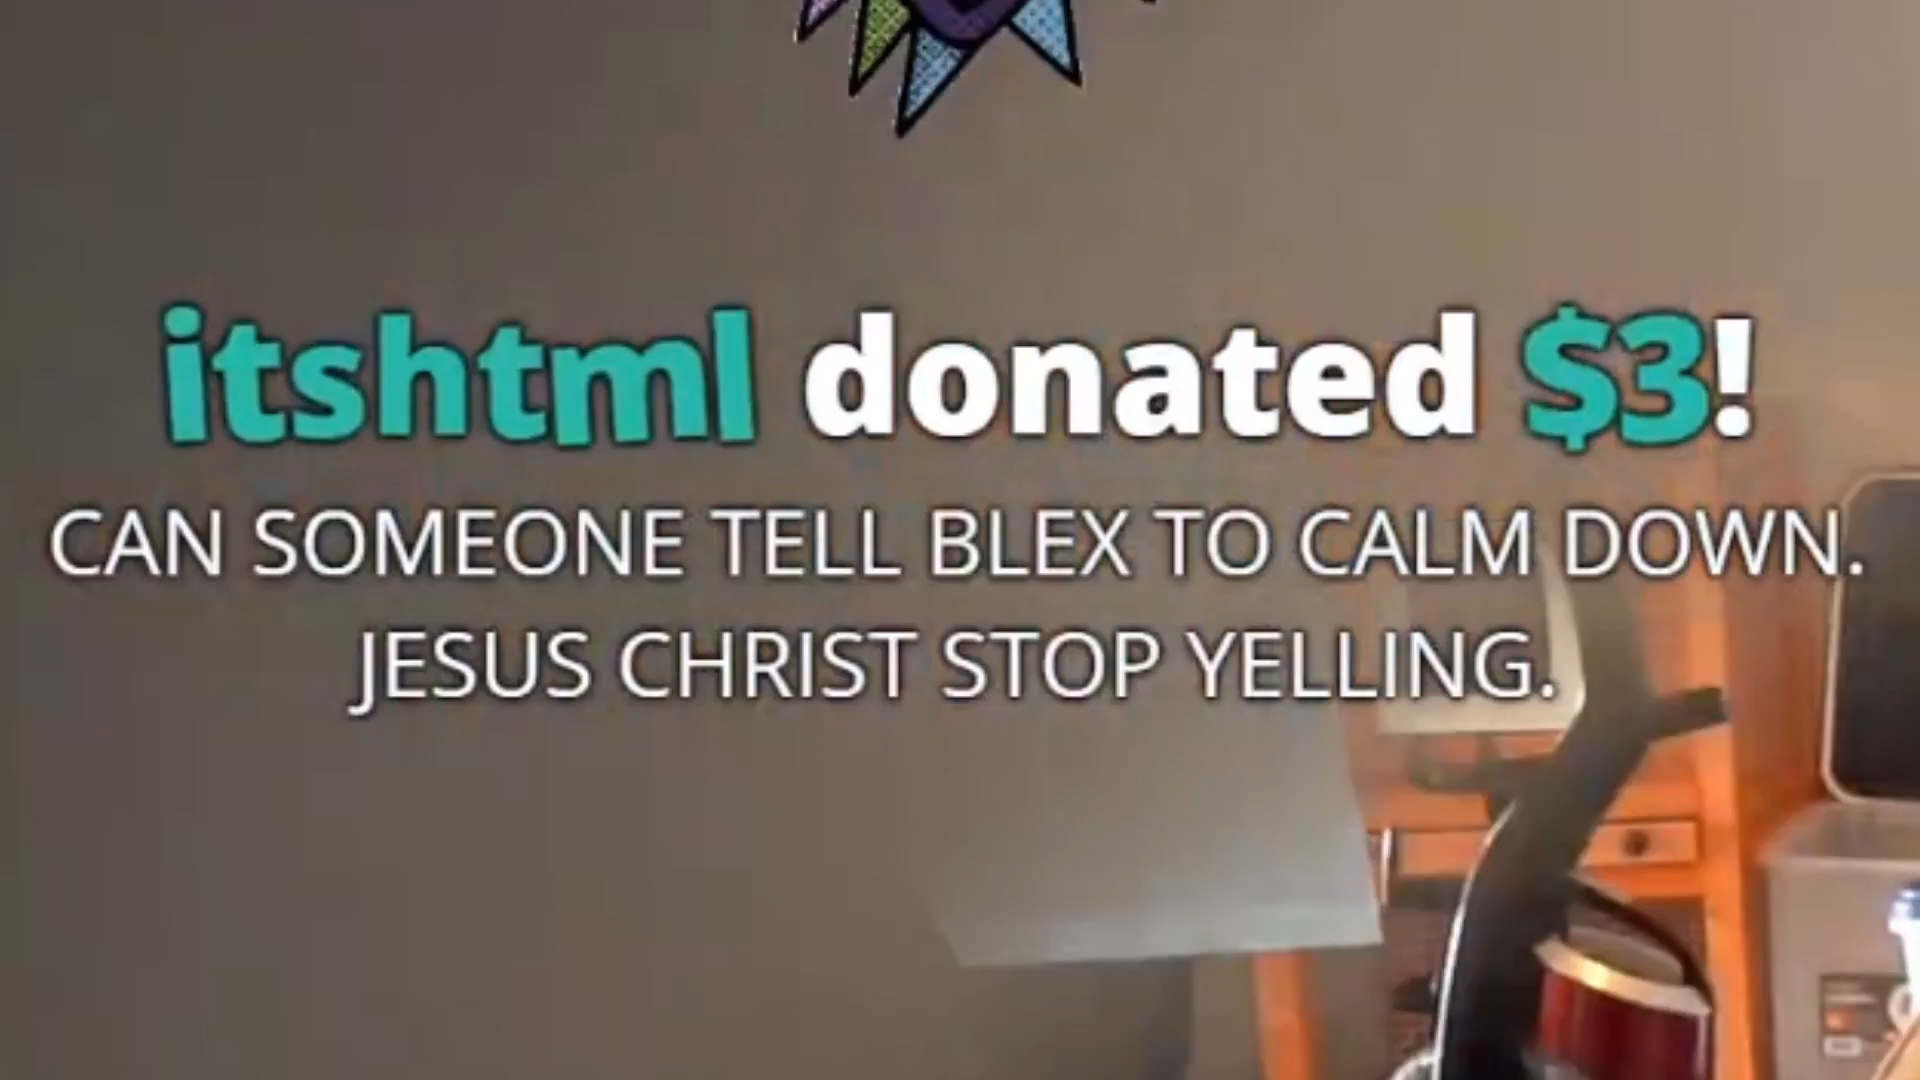 itshtml donated $3!
CAN SOMEONE TELL BLEX TO CALM DOWN.
JESUS CHRIST STOP YELLING.